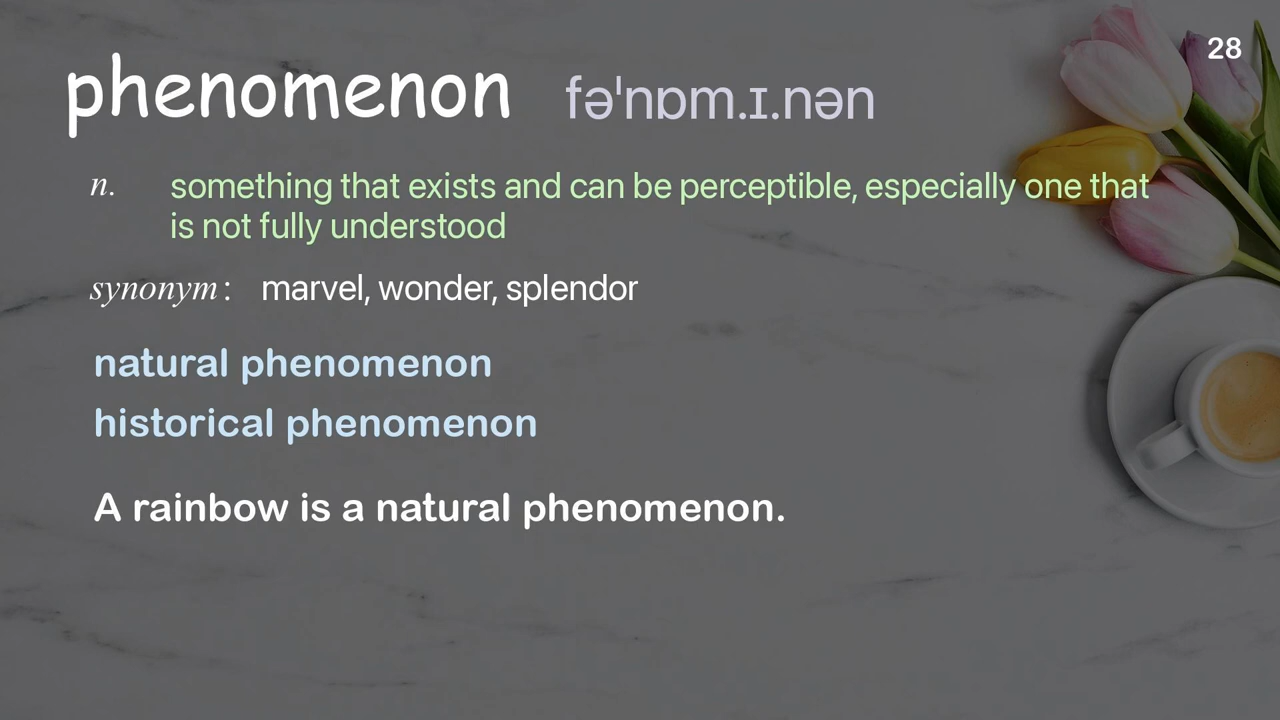 28
phenomenon fəˈnɒm.ɪ.nən
n. something that exists and can be perceptible, especially one that
is not fully understood
synonym: marvel, wonder, splendor
natural phenomenon
historical phenomenon
A rainbow is a natural phenomenon.